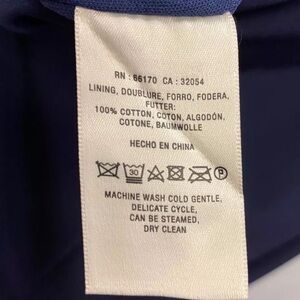 RN : 66170 CA : 32054
LINING, DOUBLURE, FORRO, FODERA,
FUTTER:
100% COTTON, COTON, ALGODÓN,
COTONE, BAUMWOLLE
HECHO EN CHINA
30 P
MACHINE WASH COLD GENTLE,
DELICATE CYCLE,
CAN BE STEAMED,
DRY CLEAN